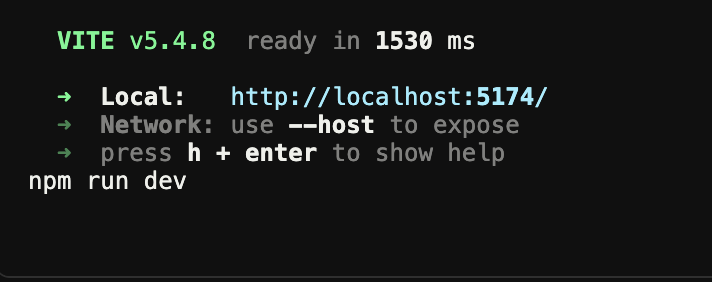 VITE v5.4.8  ready in 1530 ms
➜  Local:   http://localhost:5174/
➜  Network: use --host to expose
➜  press h + enter to show help
npm run dev